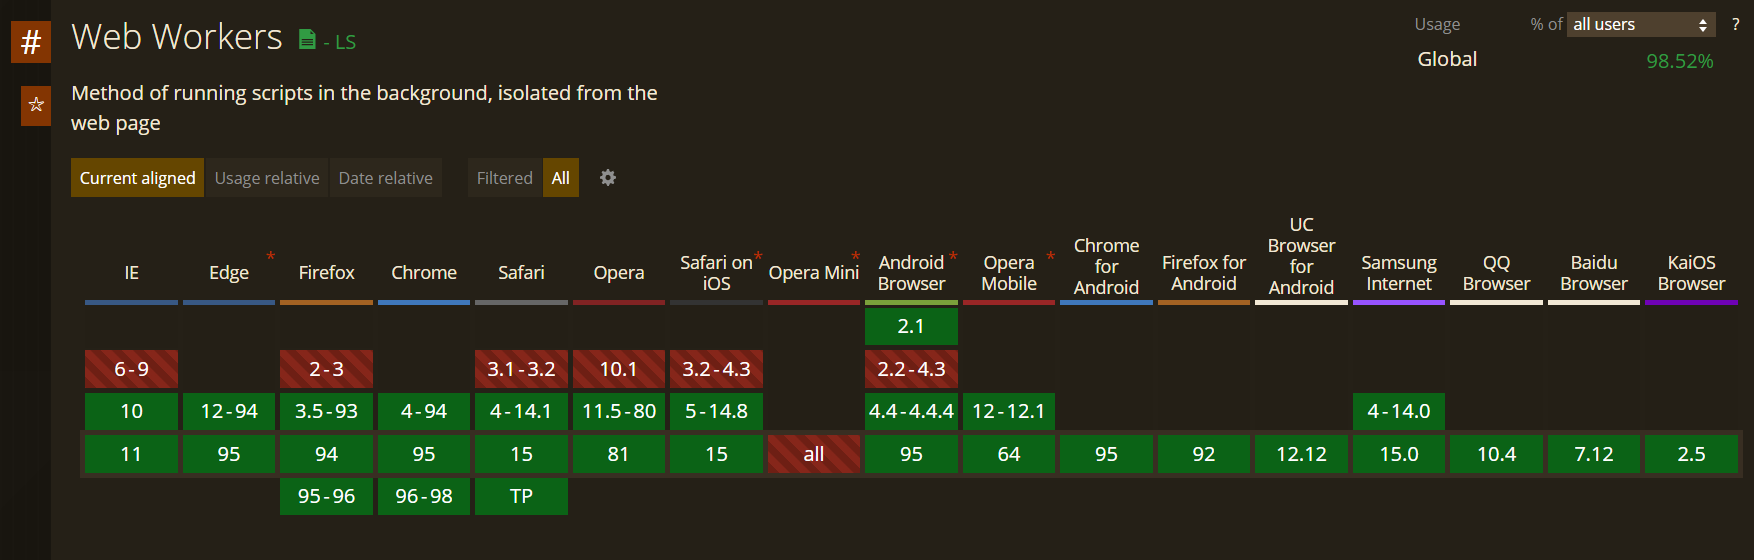 #
Web Workers - LS
Usage % of all users ?
Global 98.52%
☆
Method of running scripts in the background, isolated from the
web page
Current aligned Usage relative Date relative Filtered All
IE
Edge *
Firefox
Chrome
Safari
Opera
Safari on *
iOS
Opera Mini *
Android *
Browser
Opera *
Mobile
Chrome
for
Android
Firefox for
Android
UC
Browser
for
Android
Samsung
Internet
QQ
Browser
Baidu
Browser
KaiOS
Browser
2.1
6-9 2-3 3.1-3.2 10.1 3.2-4.3 2.2-4.3
10 12-94 3.5-93 4-94 4-14.1 11.5-80 5-14.8 4.4-4.4.4 12-12.1 4-14.0
11 95 94 95 15 81 15 all 95 64 95 92 12.12 15.0 10.4 7.12 2.5
95-96 96-98 TP